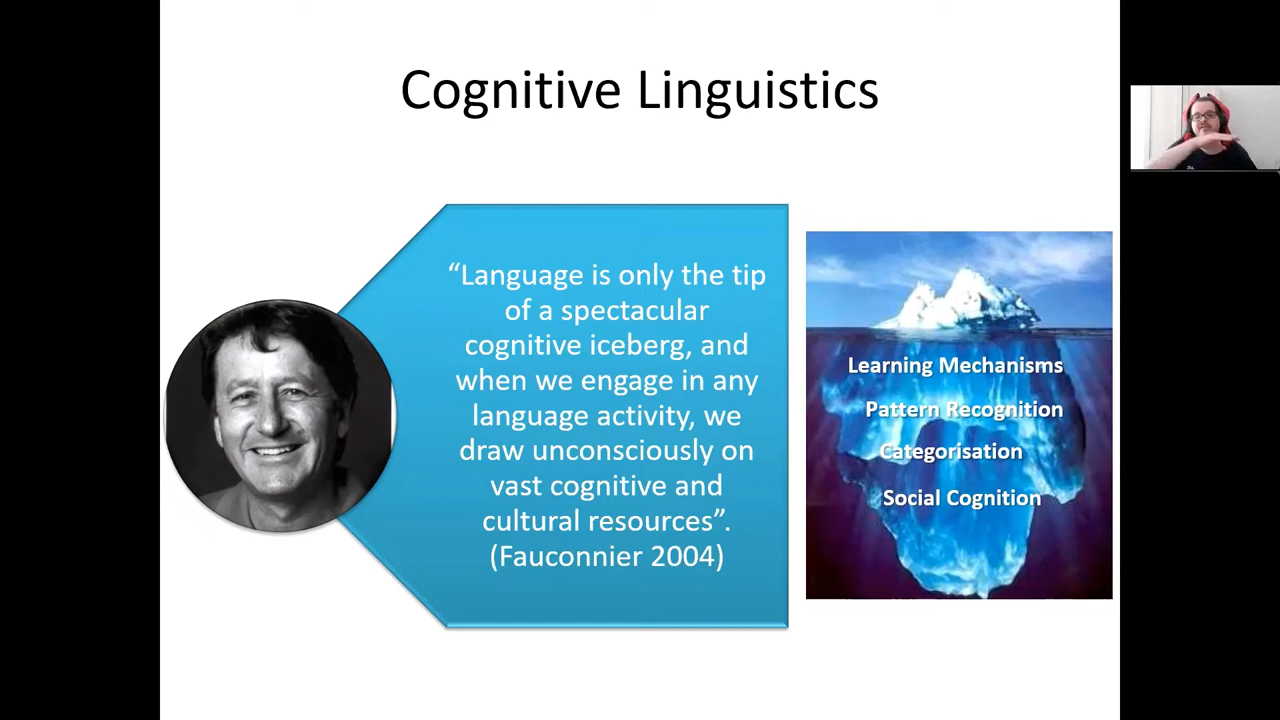 Cognitive Linguistics
“Language is only the tip
of a spectacular
cognitive iceberg, and
when we engage in any
language activity, we
draw unconsciously on
vast cognitive and
cultural resources”.
(Fauconnier 2004)
Learning Mechanisms
Pattern Recognition
Categorisation
Social Cognition